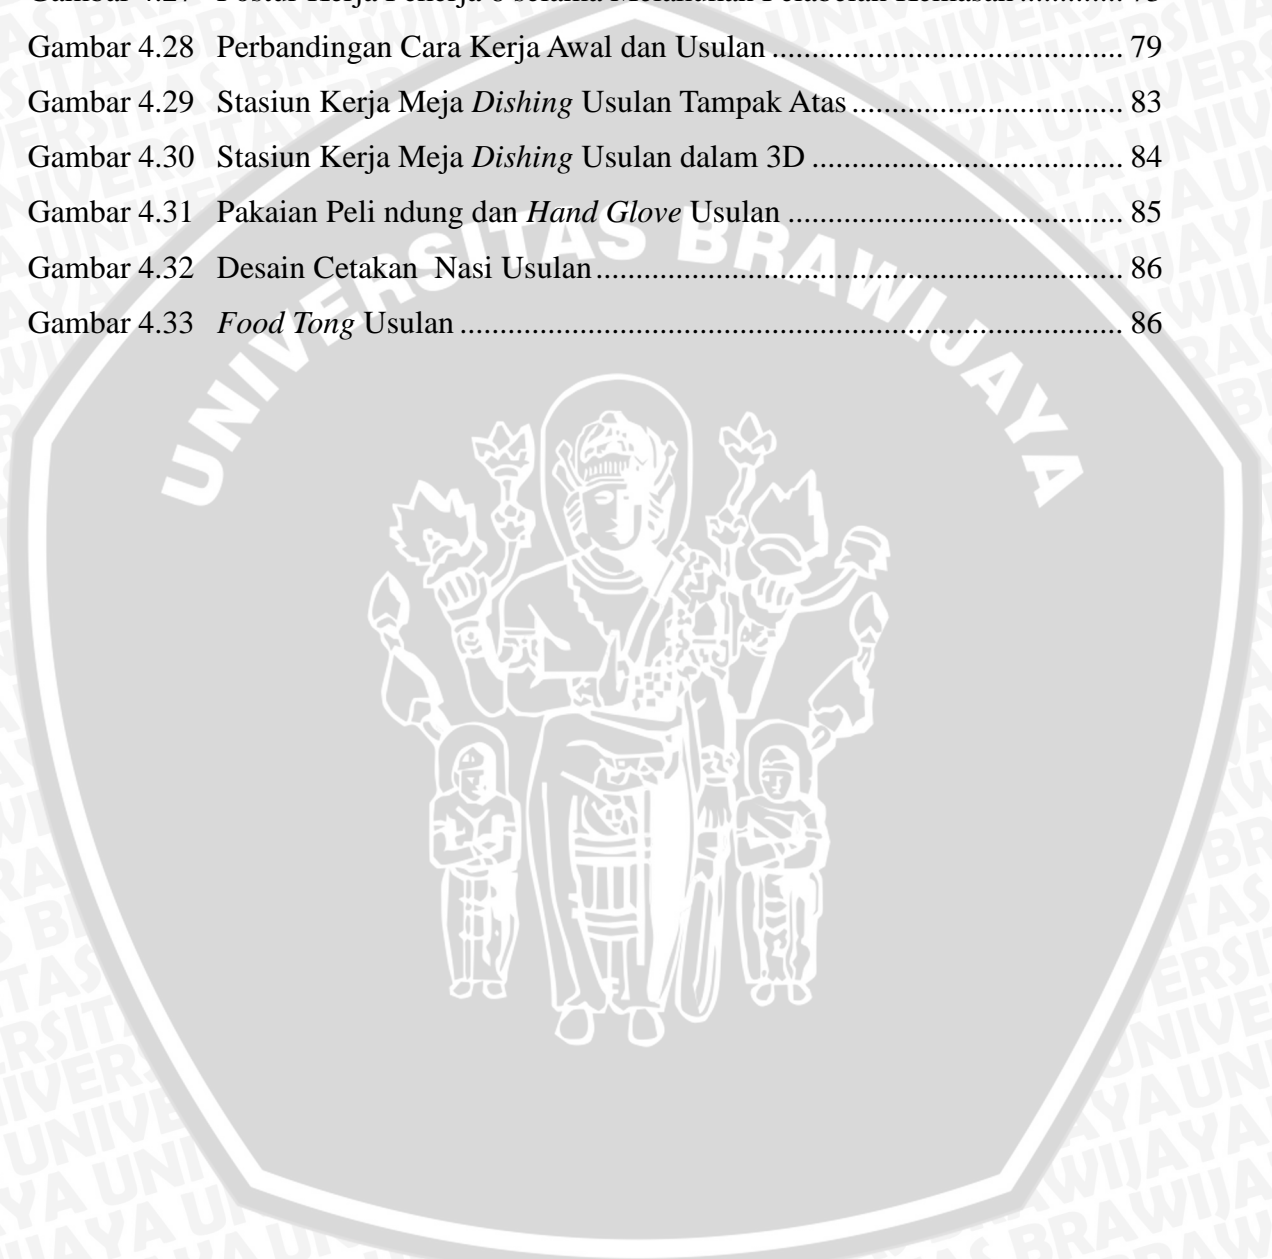 Gambar 4.28 Perbandingan Cara Kerja Awal dan Usulan ........................................... 79
Gambar 4.29 Stasiun Kerja Meja Dishing Usulan Tampak Atas ................................. 83
Gambar 4.30 Stasiun Kerja Meja Dishing Usulan dalam 3D ...................................... 84
Gambar 4.31 Pakaian Peli ndung dan Hand Glove Usulan ......................................... 85
Gambar 4.32 Desain Cetakan Nasi Usulan ................................................................. 86
Gambar 4.33 Food Tong Usulan ................................................................................. 86
UNIVERSITAS BRAWIJAYA